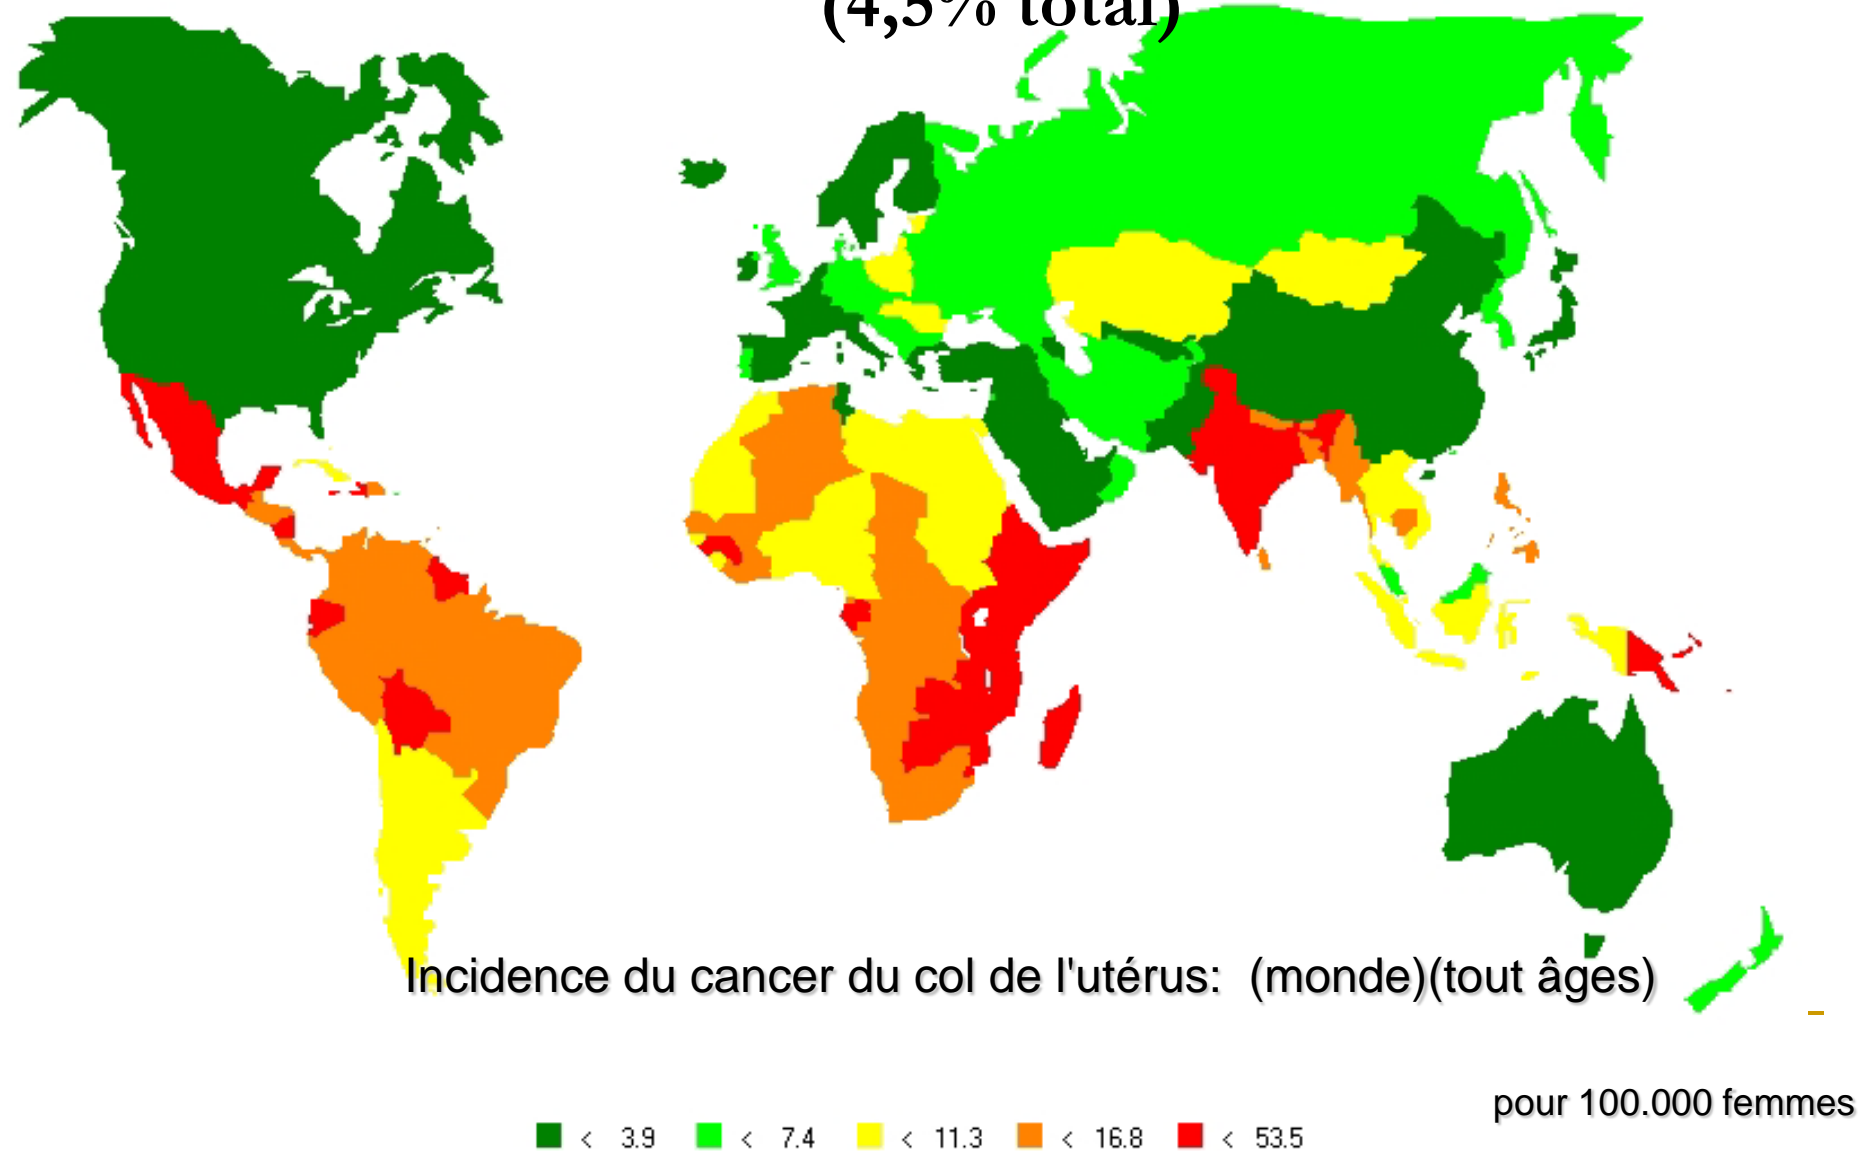 (4,5% total)
Incidence du cancer du col de l'utérus: (monde)(tout âges)
pour 100.000 femmes
< 3.9 < 7.4 < 11.3 < 16.8 < 53.5